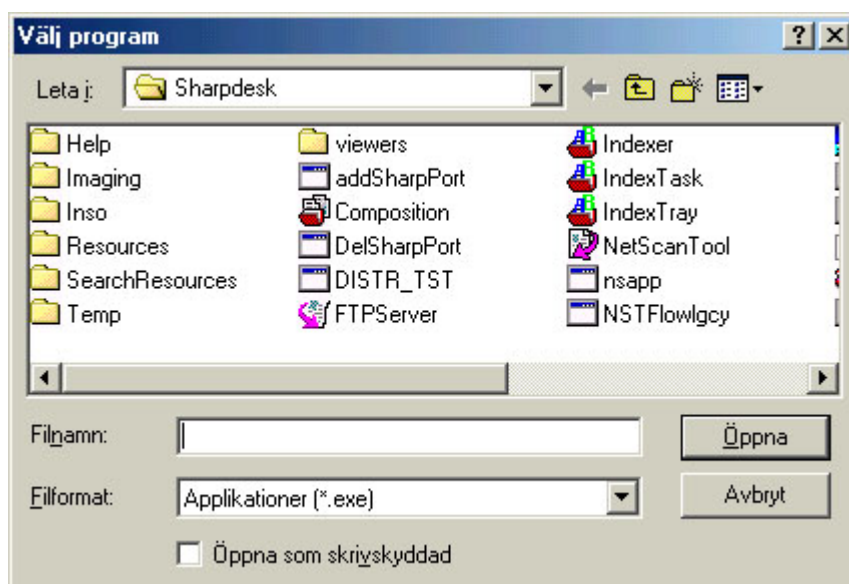 Välj program
Leta i: Sharpdesk
Help
Imaging
Inso
Resources
SearchResources
Temp
viewers
addSharpPort
Composition
DelSharpPort
DISTR_TST
FTPServer
Indexer
IndexTask
IndexTray
NetScanTool
nsapp
NSTFlowlgcy
Filnamn:
Öppna
Filformat: Applikationer (*.exe)
Avbryt
Öppna som skrivskyddad